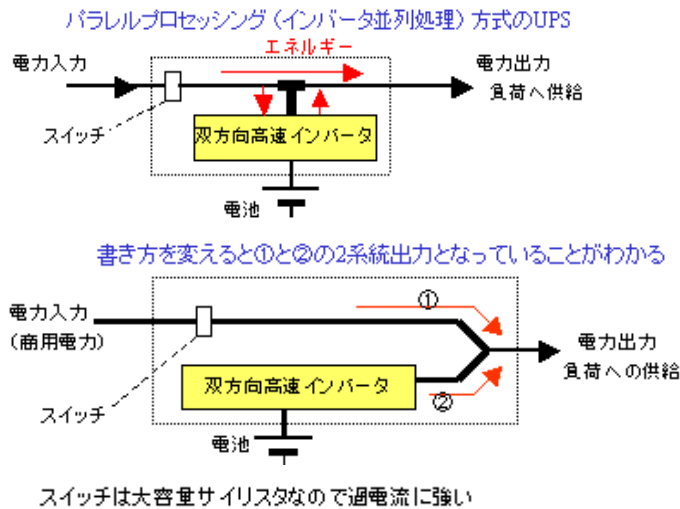 パラレルプロセッシング（インバータ並列処理）方式のUPS
エネルギー
電力入力
電力出力
負荷へ供給
スイッチ
双方向高速インバータ
電池
書き方を変えると①と②の2系統出力となっていることがわかる
①
電力入力
（商用電力）
電力出力
負荷への供給
双方向高速インバータ
②
スイッチ
電池
スイッチは大容量サイリスタなので過電流に強い